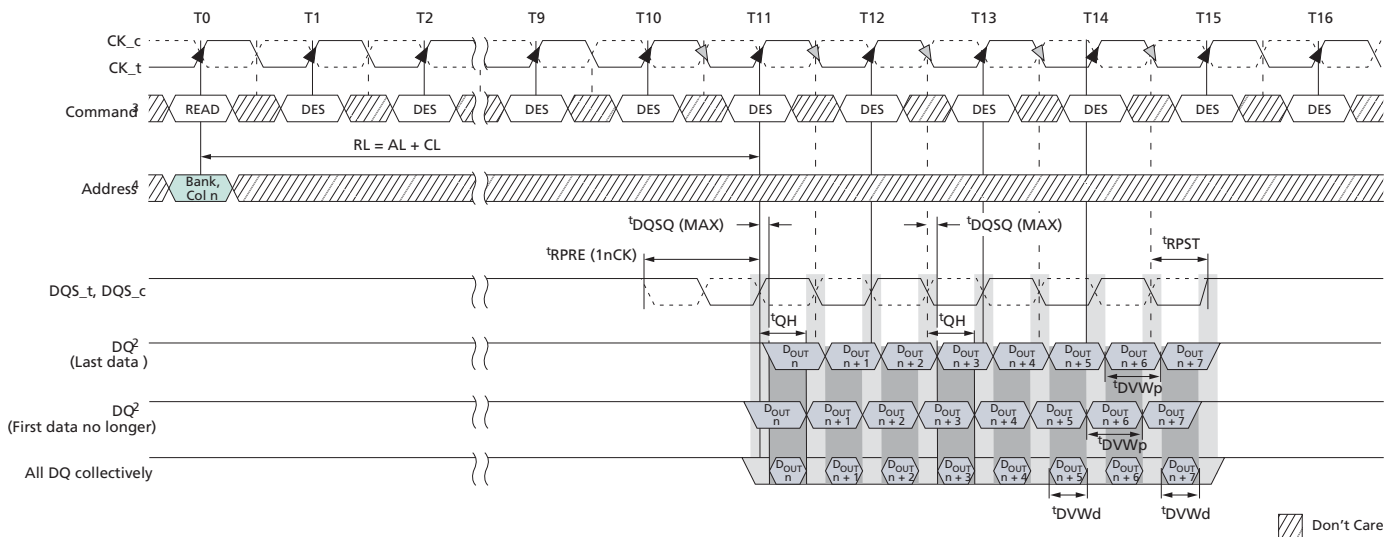 T0 T1 T2 T9 T10 T11 T12 T13 T14 T15 T16
CK_c
CK_t
Command3
READ DES DES DES DES DES DES DES DES DES DES
RL = AL + CL
Address4
Bank,
Col n
tDQSQ (MAX) tDQSQ (MAX)
tRPRE (1nCK) tRPST
DQS_t, DQS_c
tQH tQH
DQ2
(Last data )
DOUT DOUT DOUT DOUT DOUT DOUT DOUT DOUT
n n + 1 n + 2 n + 3 n + 4 n + 5 n + 6 n + 7
tDVWp
DQ2
(First data no longer)
DOUT DOUT DOUT DOUT DOUT DOUT DOUT DOUT
n n + 1 n + 2 n + 3 n + 4 n + 5 n + 6 n + 7
tDVWp
All DQ collectively
DOUT DOUT DOUT DOUT DOUT DOUT DOUT DOUT
n n + 1 n + 2 n + 3 n + 4 n + 5 n + 6 n + 7
tDVWd tDVWd
Don't Care